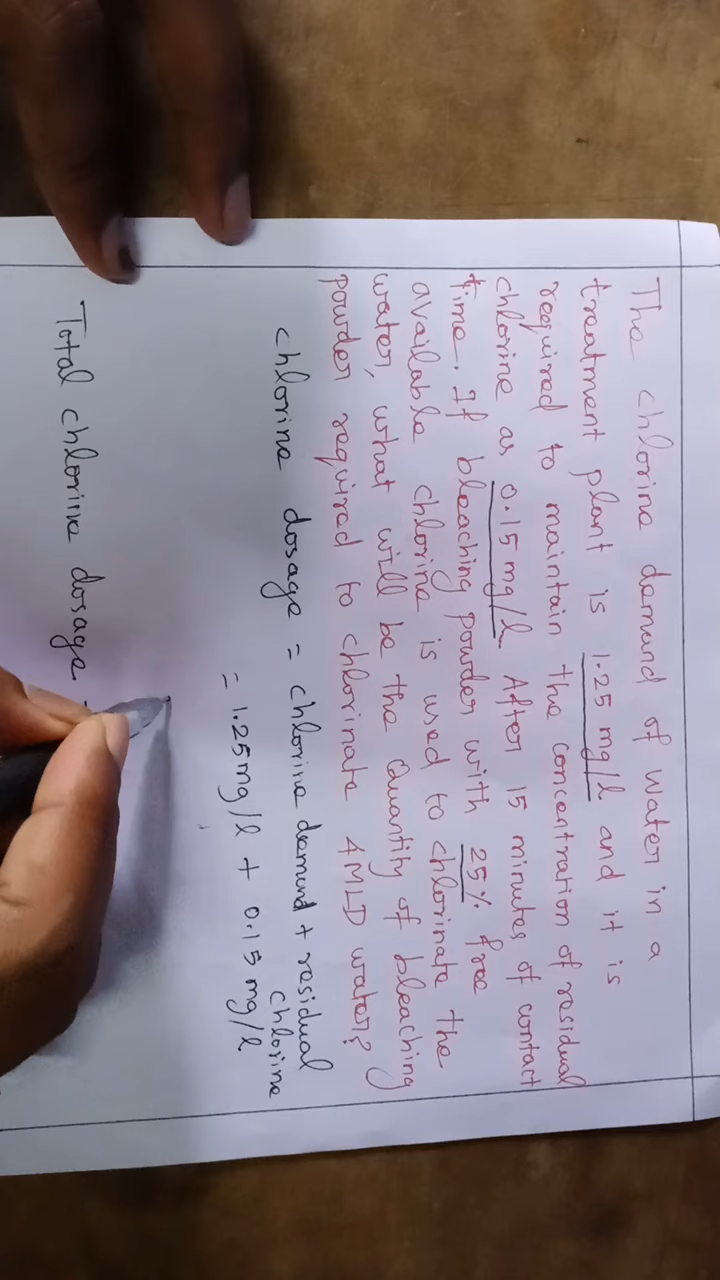 The chlorine demand of water in a
treatment plant is 1.25 mg/l and it is
required to maintain the concentration of residual
chlorine as 0.15 mg/l After 15 minutes of contact
time. If bleaching powder with 25% free
available chlorine is used to chlorinate the
water, what will be the Quantity of bleaching
powder required to chlorinate 4 MLD water?
chlorine dosage = chlorine demand + residual
chlorine
= 1.25 mg/l + 0.15 mg/l
Total chlorine dosage